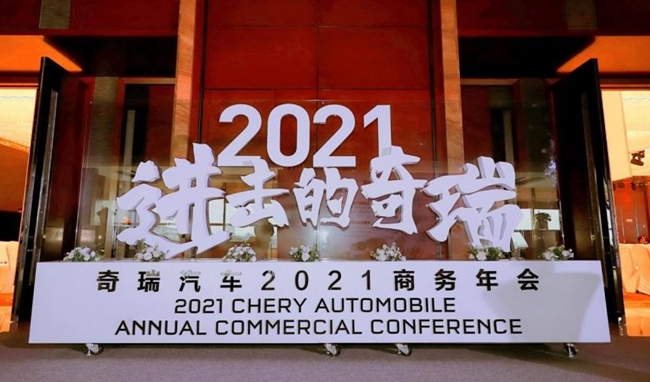 2021
进击的奇瑞
奇瑞汽车2021商务年会
2021 CHERY AUTOMOBILE
ANNUAL COMMERCIAL CONFERENCE